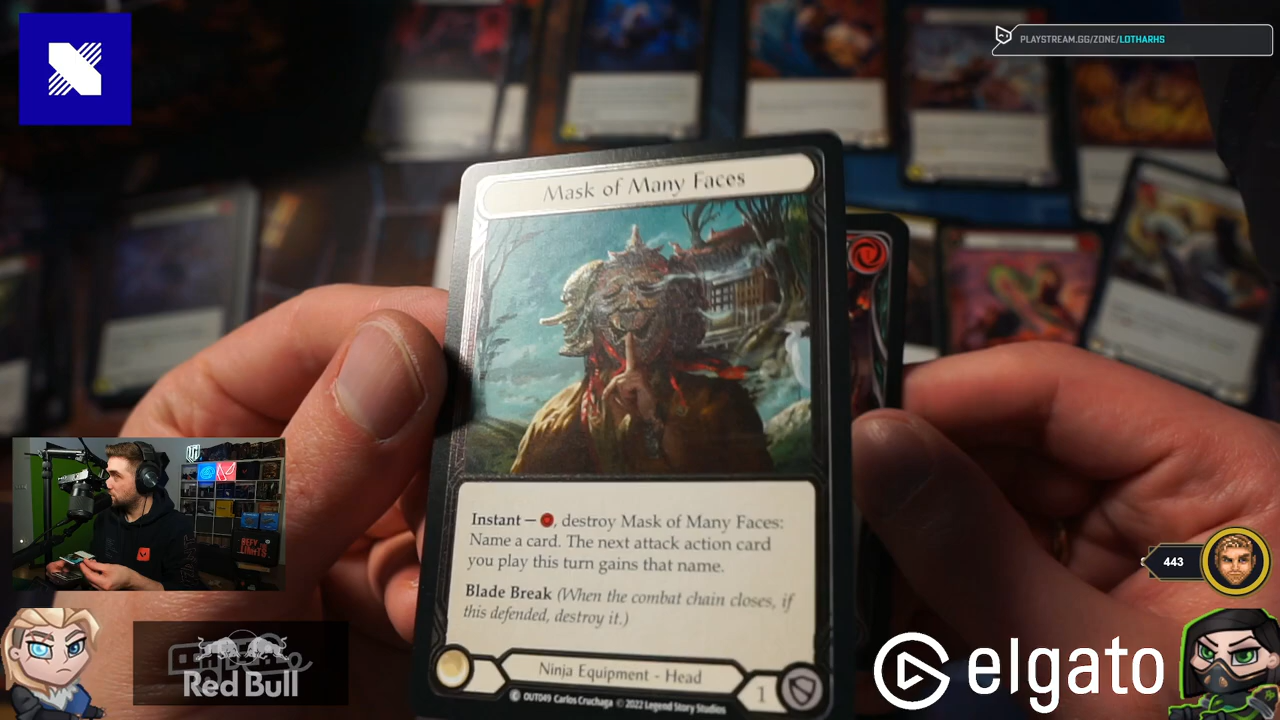 PLAYSTREAM.GG/ZONE/LOTHARHS
Mask of Many Faces
Instant — , destroy Mask of Many Faces:
Name a card. The next attack action card
you play this turn gains that name.
Blade Break (When the combat chain closes, if
this defended, destroy it.)
Ninja Equipment - Head
1
© OUT049 Carlos Cruchaga © 2022 Legend Story Studios
443
Red Bull
elgato
DEFY
LIMITS